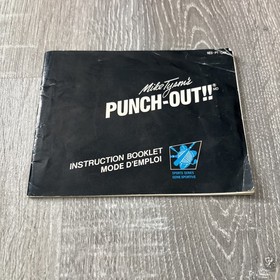 Mike Tyson's
PUNCH-OUT!!
INSTRUCTION BOOKLET
MODE D'EMPLOI
SPORTS SERIES
SÉRIE SPORTIVE